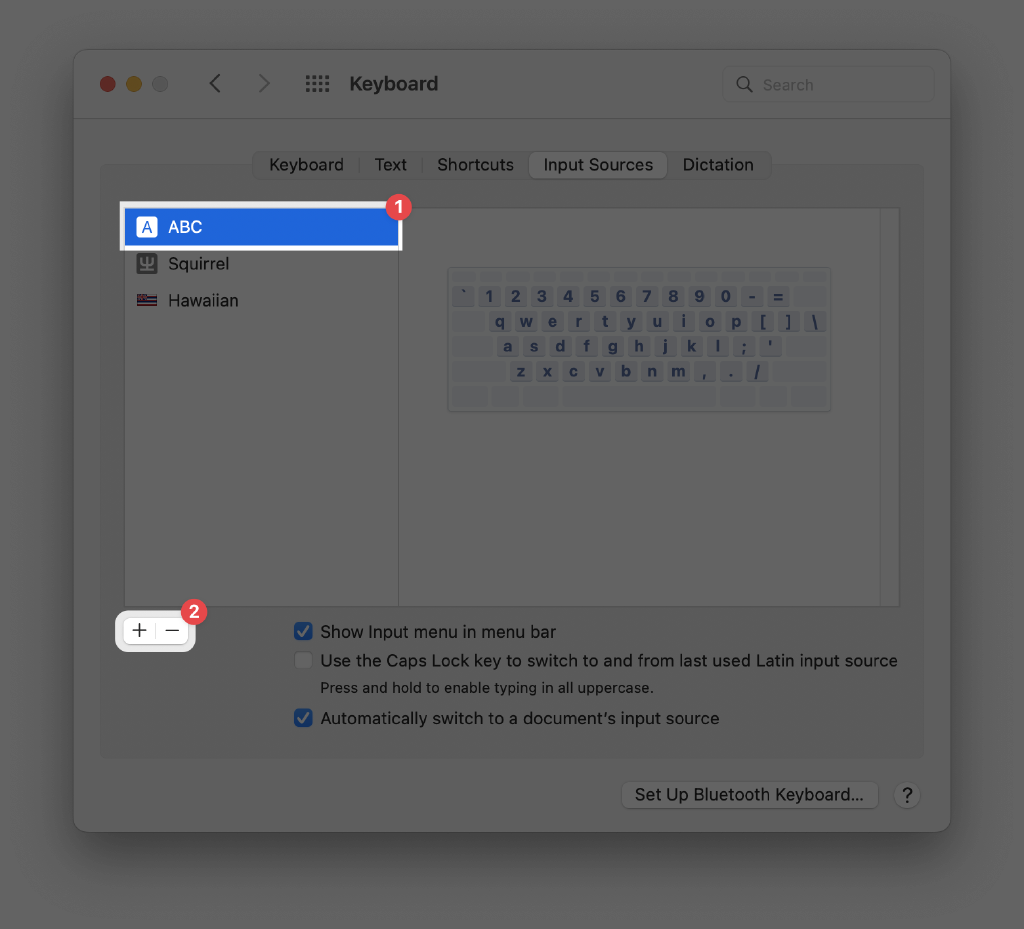 Keyboard
Search
Keyboard Text Shortcuts Input Sources Dictation
1
A ABC
Squirrel
Hawaiian
` 1 2 3 4 5 6 7 8 9 0 - =
q w e r t y u i o p [ ] \
a s d f g h j k l ; '
z x c v b n m , . /
2
+ −
Show Input menu in menu bar
Use the Caps Lock key to switch to and from last used Latin input source
Press and hold to enable typing in all uppercase.
Automatically switch to a document's input source
Set Up Bluetooth Keyboard... ?